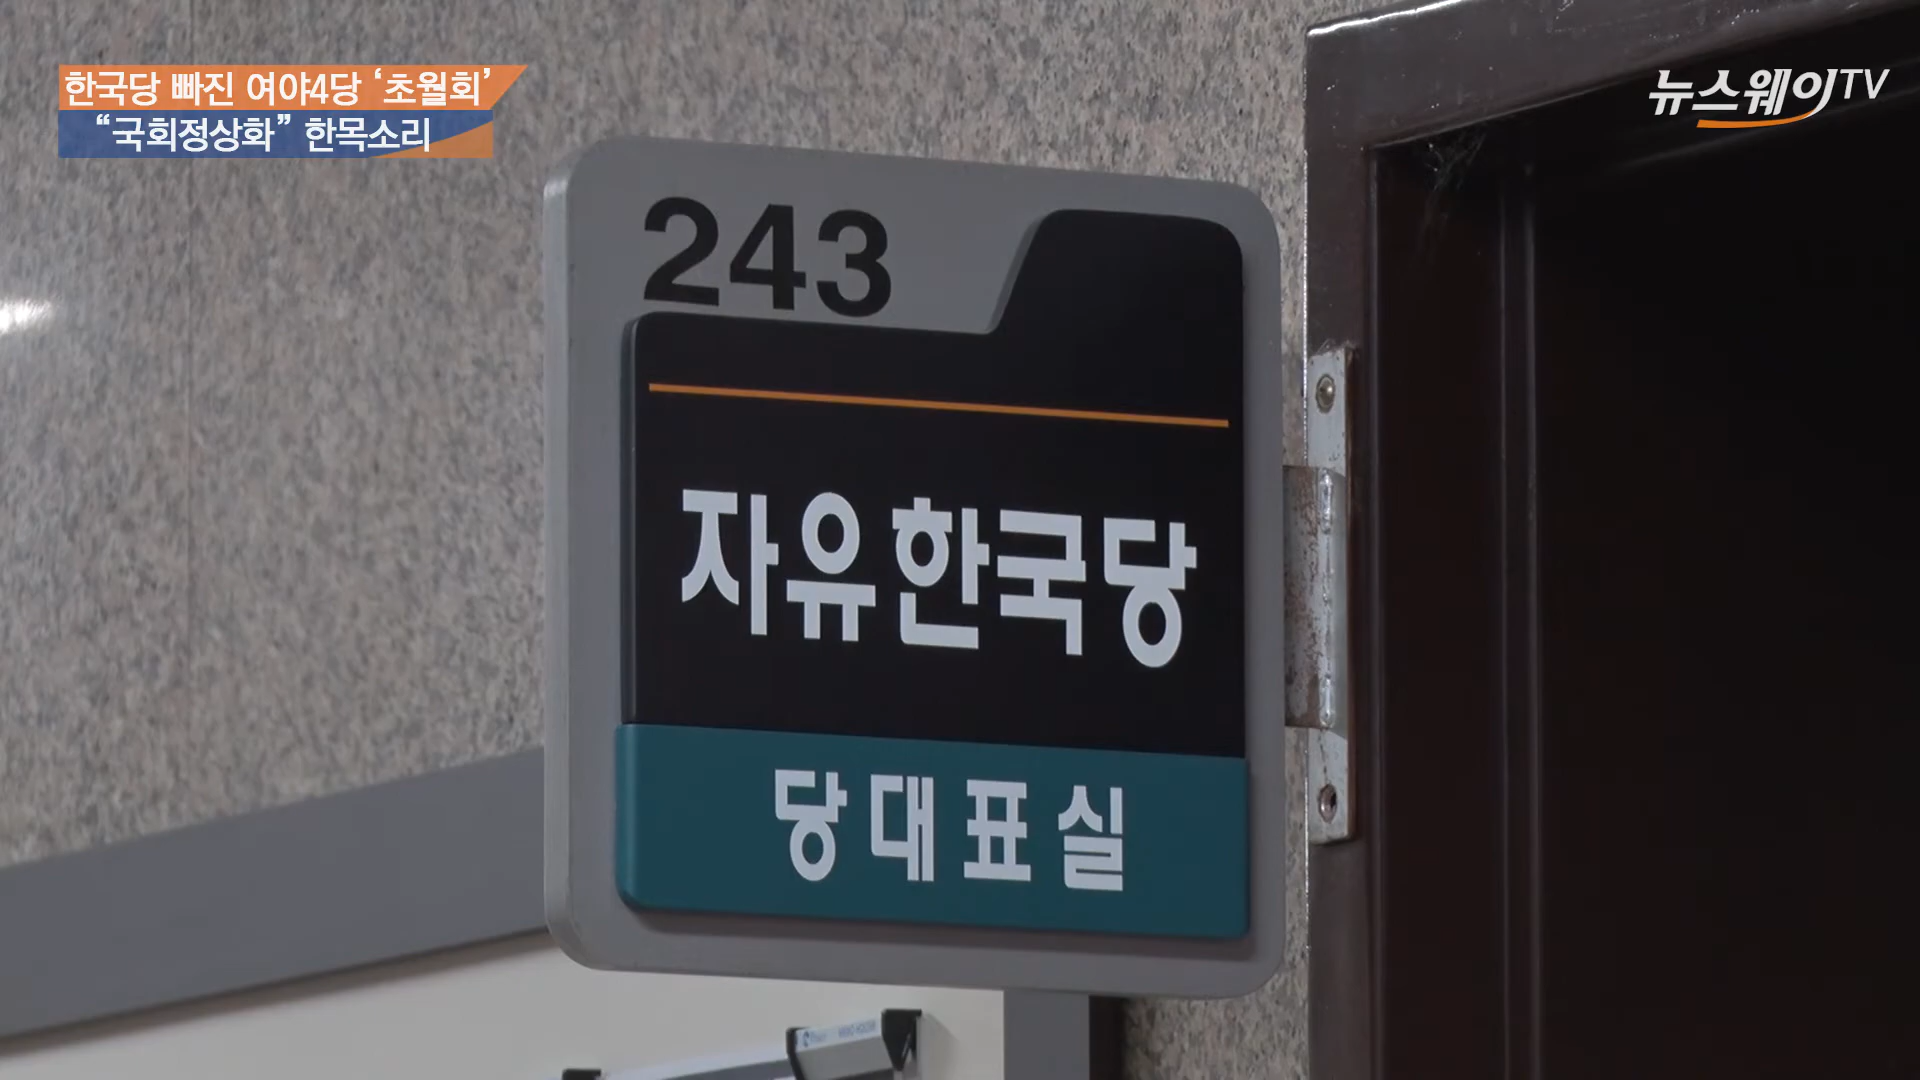 한국당 빠진 여야4당 ‘초월회’
“국회정상화” 한목소리
뉴스웨이TV
243
자유한국당
당대표실